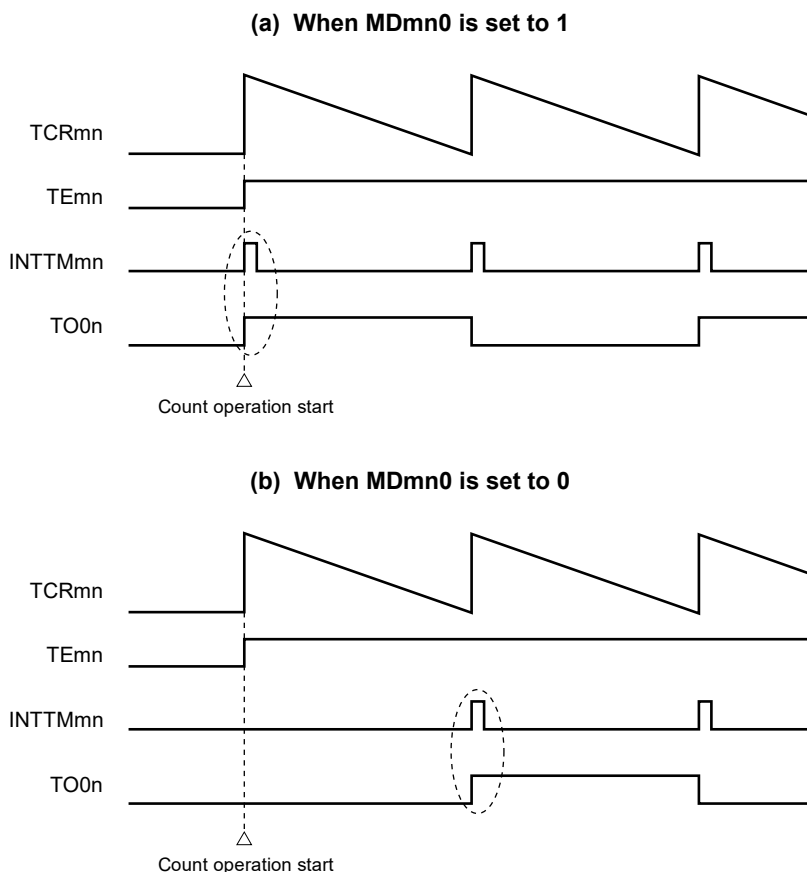 (a) When MDmn0 is set to 1
TCRmn
TEmn
INTTMmn
TO0n
Count operation start
(b) When MDmn0 is set to 0
TCRmn
TEmn
INTTMmn
TO0n
Count operation start